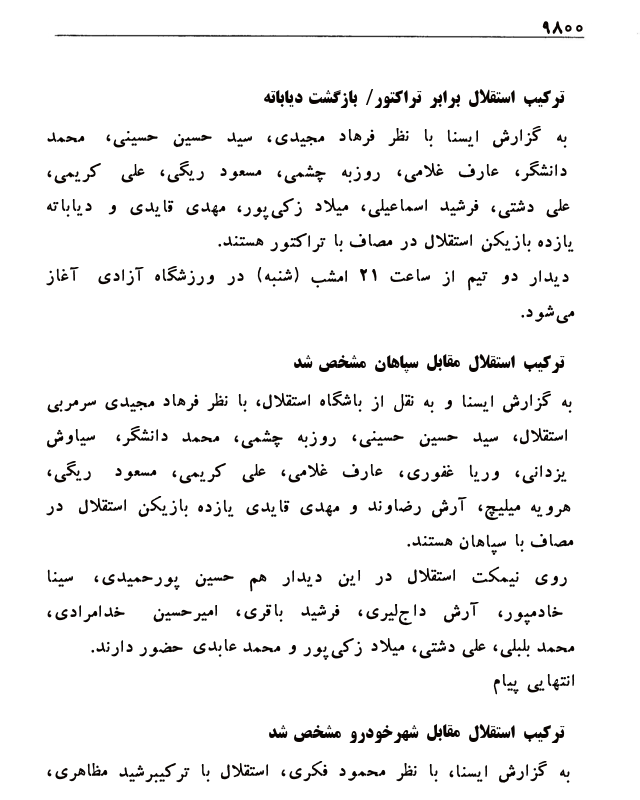 ۹۸۰۰
ترکیب استقلال برابر تراکتور/ بازگشت دیاباته
به گزارش ایسنا با نظر فرهاد مجیدی، سید حسین حسینی، محمد
دانشگر، عارف غلامی، روزبه چشمی، مسعود ریگی، علی کریمی،
علی دشتی، فرشید اسماعیلی، میلاد زکی‌پور، مهدی قایدی و دیاباته
یازده بازیکن استقلال در مصاف با تراکتور هستند.
دیدار دو تیم از ساعت ۲۱ امشب (شنبه) در ورزشگاه آزادی آغاز
می‌شود.
ترکیب استقلال مقابل سپاهان مشخص شد
به گزارش ایسنا و به نقل از باشگاه استقلال، با نظر فرهاد مجیدی سرمربی
استقلال، سید حسین حسینی، روزبه چشمی، محمد دانشگر، سیاوش
یزدانی، وریا غفوری، عارف غلامی، علی کریمی، مسعود ریگی،
هرویه میلیچ، آرش رضاوند و مهدی قایدی یازده بازیکن استقلال در
مصاف با سپاهان هستند.
روی نیمکت استقلال در این دیدار هم حسین پورحمیدی، سینا
خادمپور، آرش داج‌لیری، فرشید باقری، امیرحسین خدامرادی،
محمد بلبلی، علی دشتی، میلاد زکی‌پور و محمد عابدی حضور دارند.
انتهایی پیام
ترکیب استقلال مقابل شهرخودرو مشخص شد
به گزارش ایسنا، با نظر محمود فکری، استقلال با ترکیبرشید مظاهری،